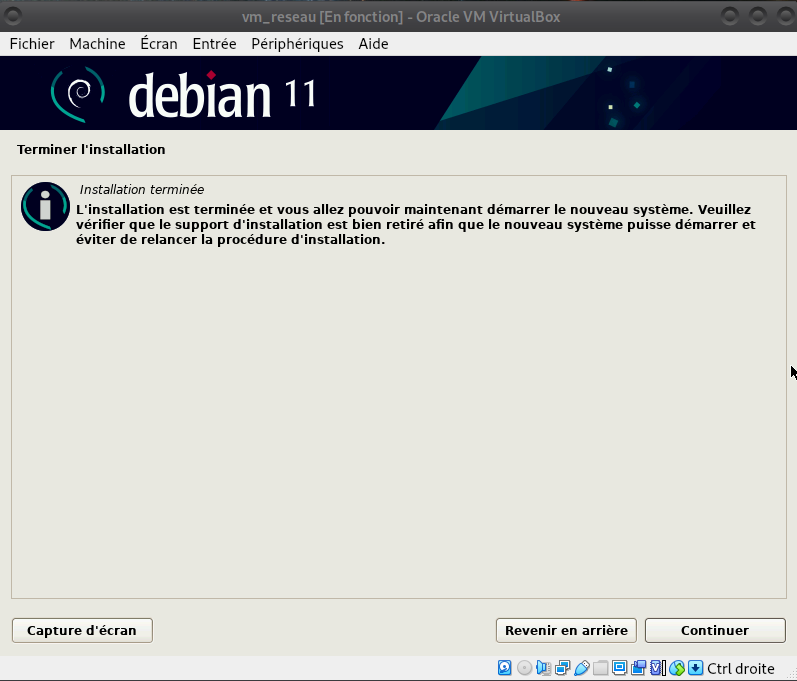 vm_reseau [En fonction] - Oracle VM VirtualBox
Fichier Machine Écran Entrée Périphériques Aide
debian 11
Terminer l'installation
Installation terminée
L'installation est terminée et vous allez pouvoir maintenant démarrer le nouveau système. Veuillez
vérifier que le support d'installation est bien retiré afin que le nouveau système puisse démarrer et
éviter de relancer la procédure d'installation.
Capture d'écran Revenir en arrière Continuer
Ctrl droite